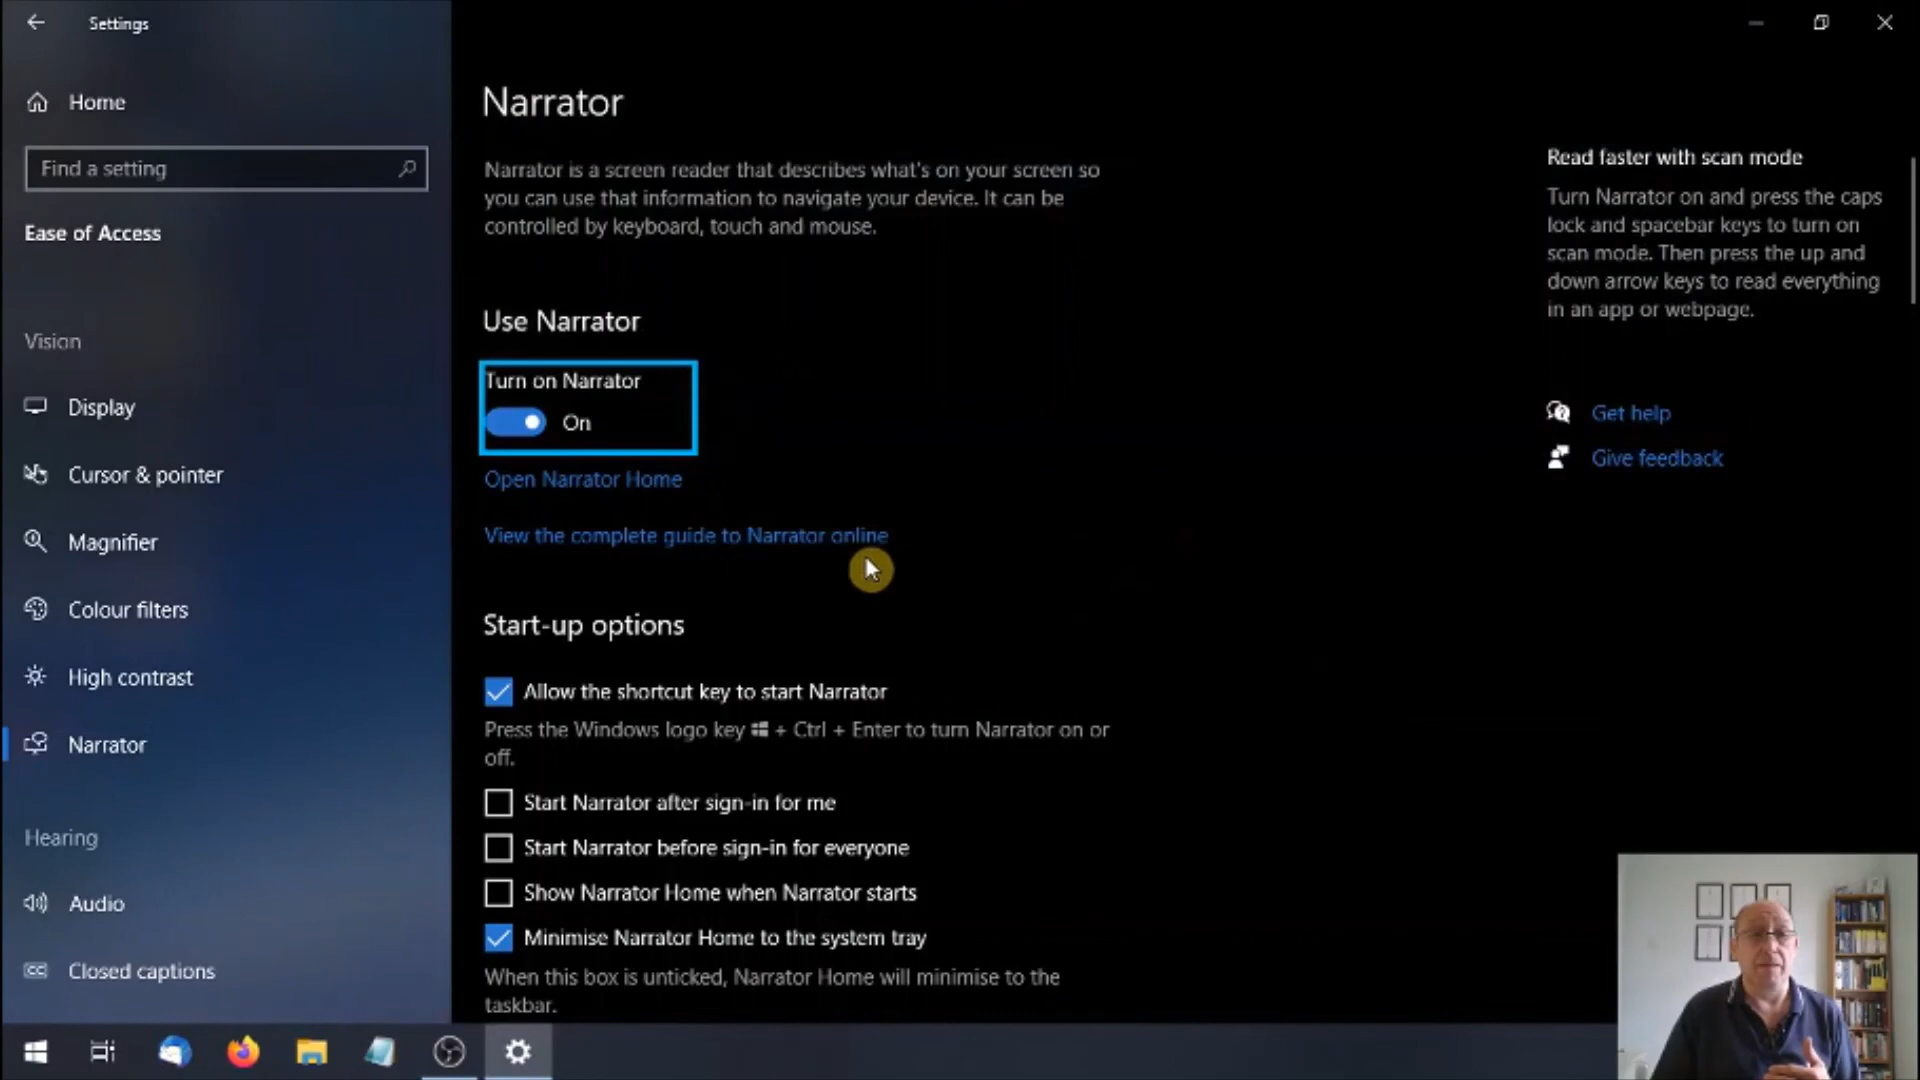 Settings
Home
Find a setting
Ease of Access
Vision
Display
Cursor & pointer
Magnifier
Colour filters
High contrast
Narrator
Hearing
Audio
Closed captions
Narrator
Narrator is a screen reader that describes what's on your screen so
you can use that information to navigate your device. It can be
controlled by keyboard, touch and mouse.
Use Narrator
Turn on Narrator
On
Open Narrator Home
View the complete guide to Narrator online
Start-up options
Allow the shortcut key to start Narrator
Press the Windows logo key + Ctrl + Enter to turn Narrator on or
off.
Start Narrator after sign-in for me
Start Narrator before sign-in for everyone
Show Narrator Home when Narrator starts
Minimise Narrator Home to the system tray
When this box is unticked, Narrator Home will minimise to the
taskbar.
Read faster with scan mode
Turn Narrator on and press the caps
lock and spacebar keys to turn on
scan mode. Then press the up and
down arrow keys to read everything
in an app or webpage.
Get help
Give feedback